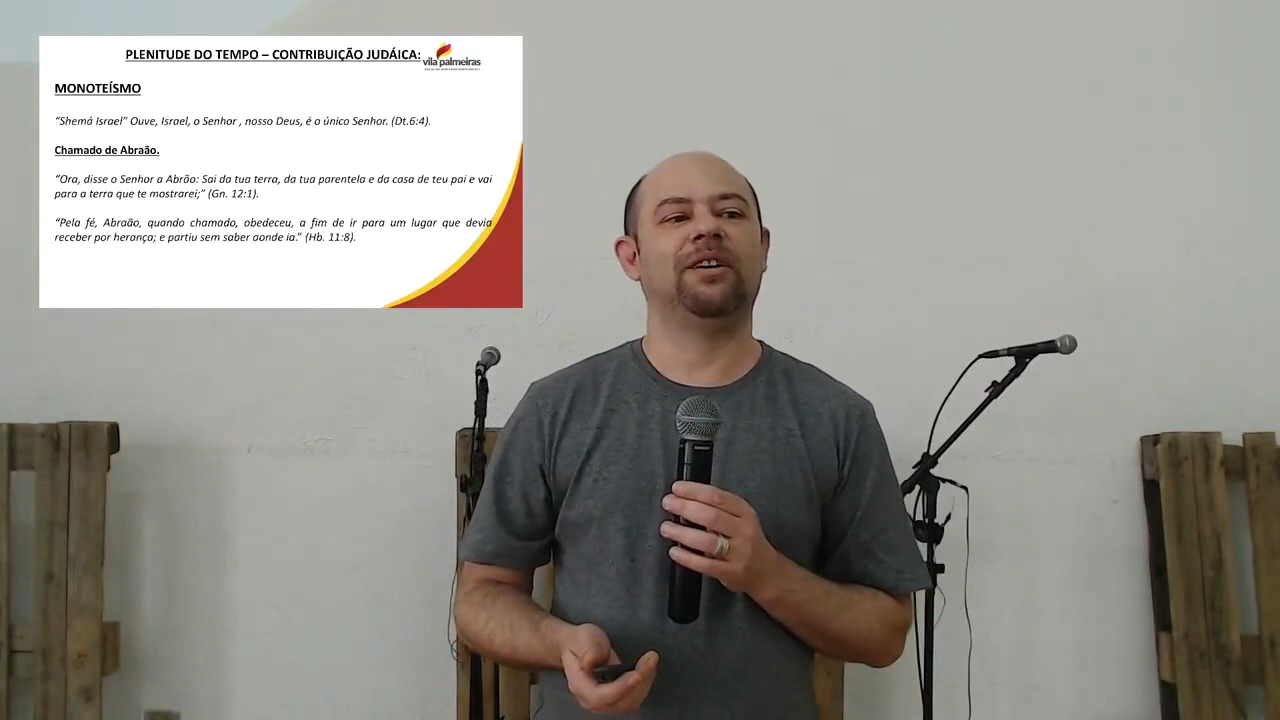 PLENITUDE DO TEMPO – CONTRIBUIÇÃO JUDÁICA:
vila palmeiras
MONOTEÍSMO
“Shemá Israel” Ouve, Israel, o Senhor , nosso Deus, é o único Senhor. (Dt.6:4).
Chamado de Abraão.
“Ora, disse o Senhor a Abrão: Sai da tua terra, da tua parentela e da casa de teu pai e vai
para a terra que te mostrarei;” (Gn. 12:1).
“Pela fé, Abraão, quando chamado, obedeceu, a fim de ir para um lugar que devia
receber por herança; e partiu sem saber aonde ia.” (Hb. 11:8).